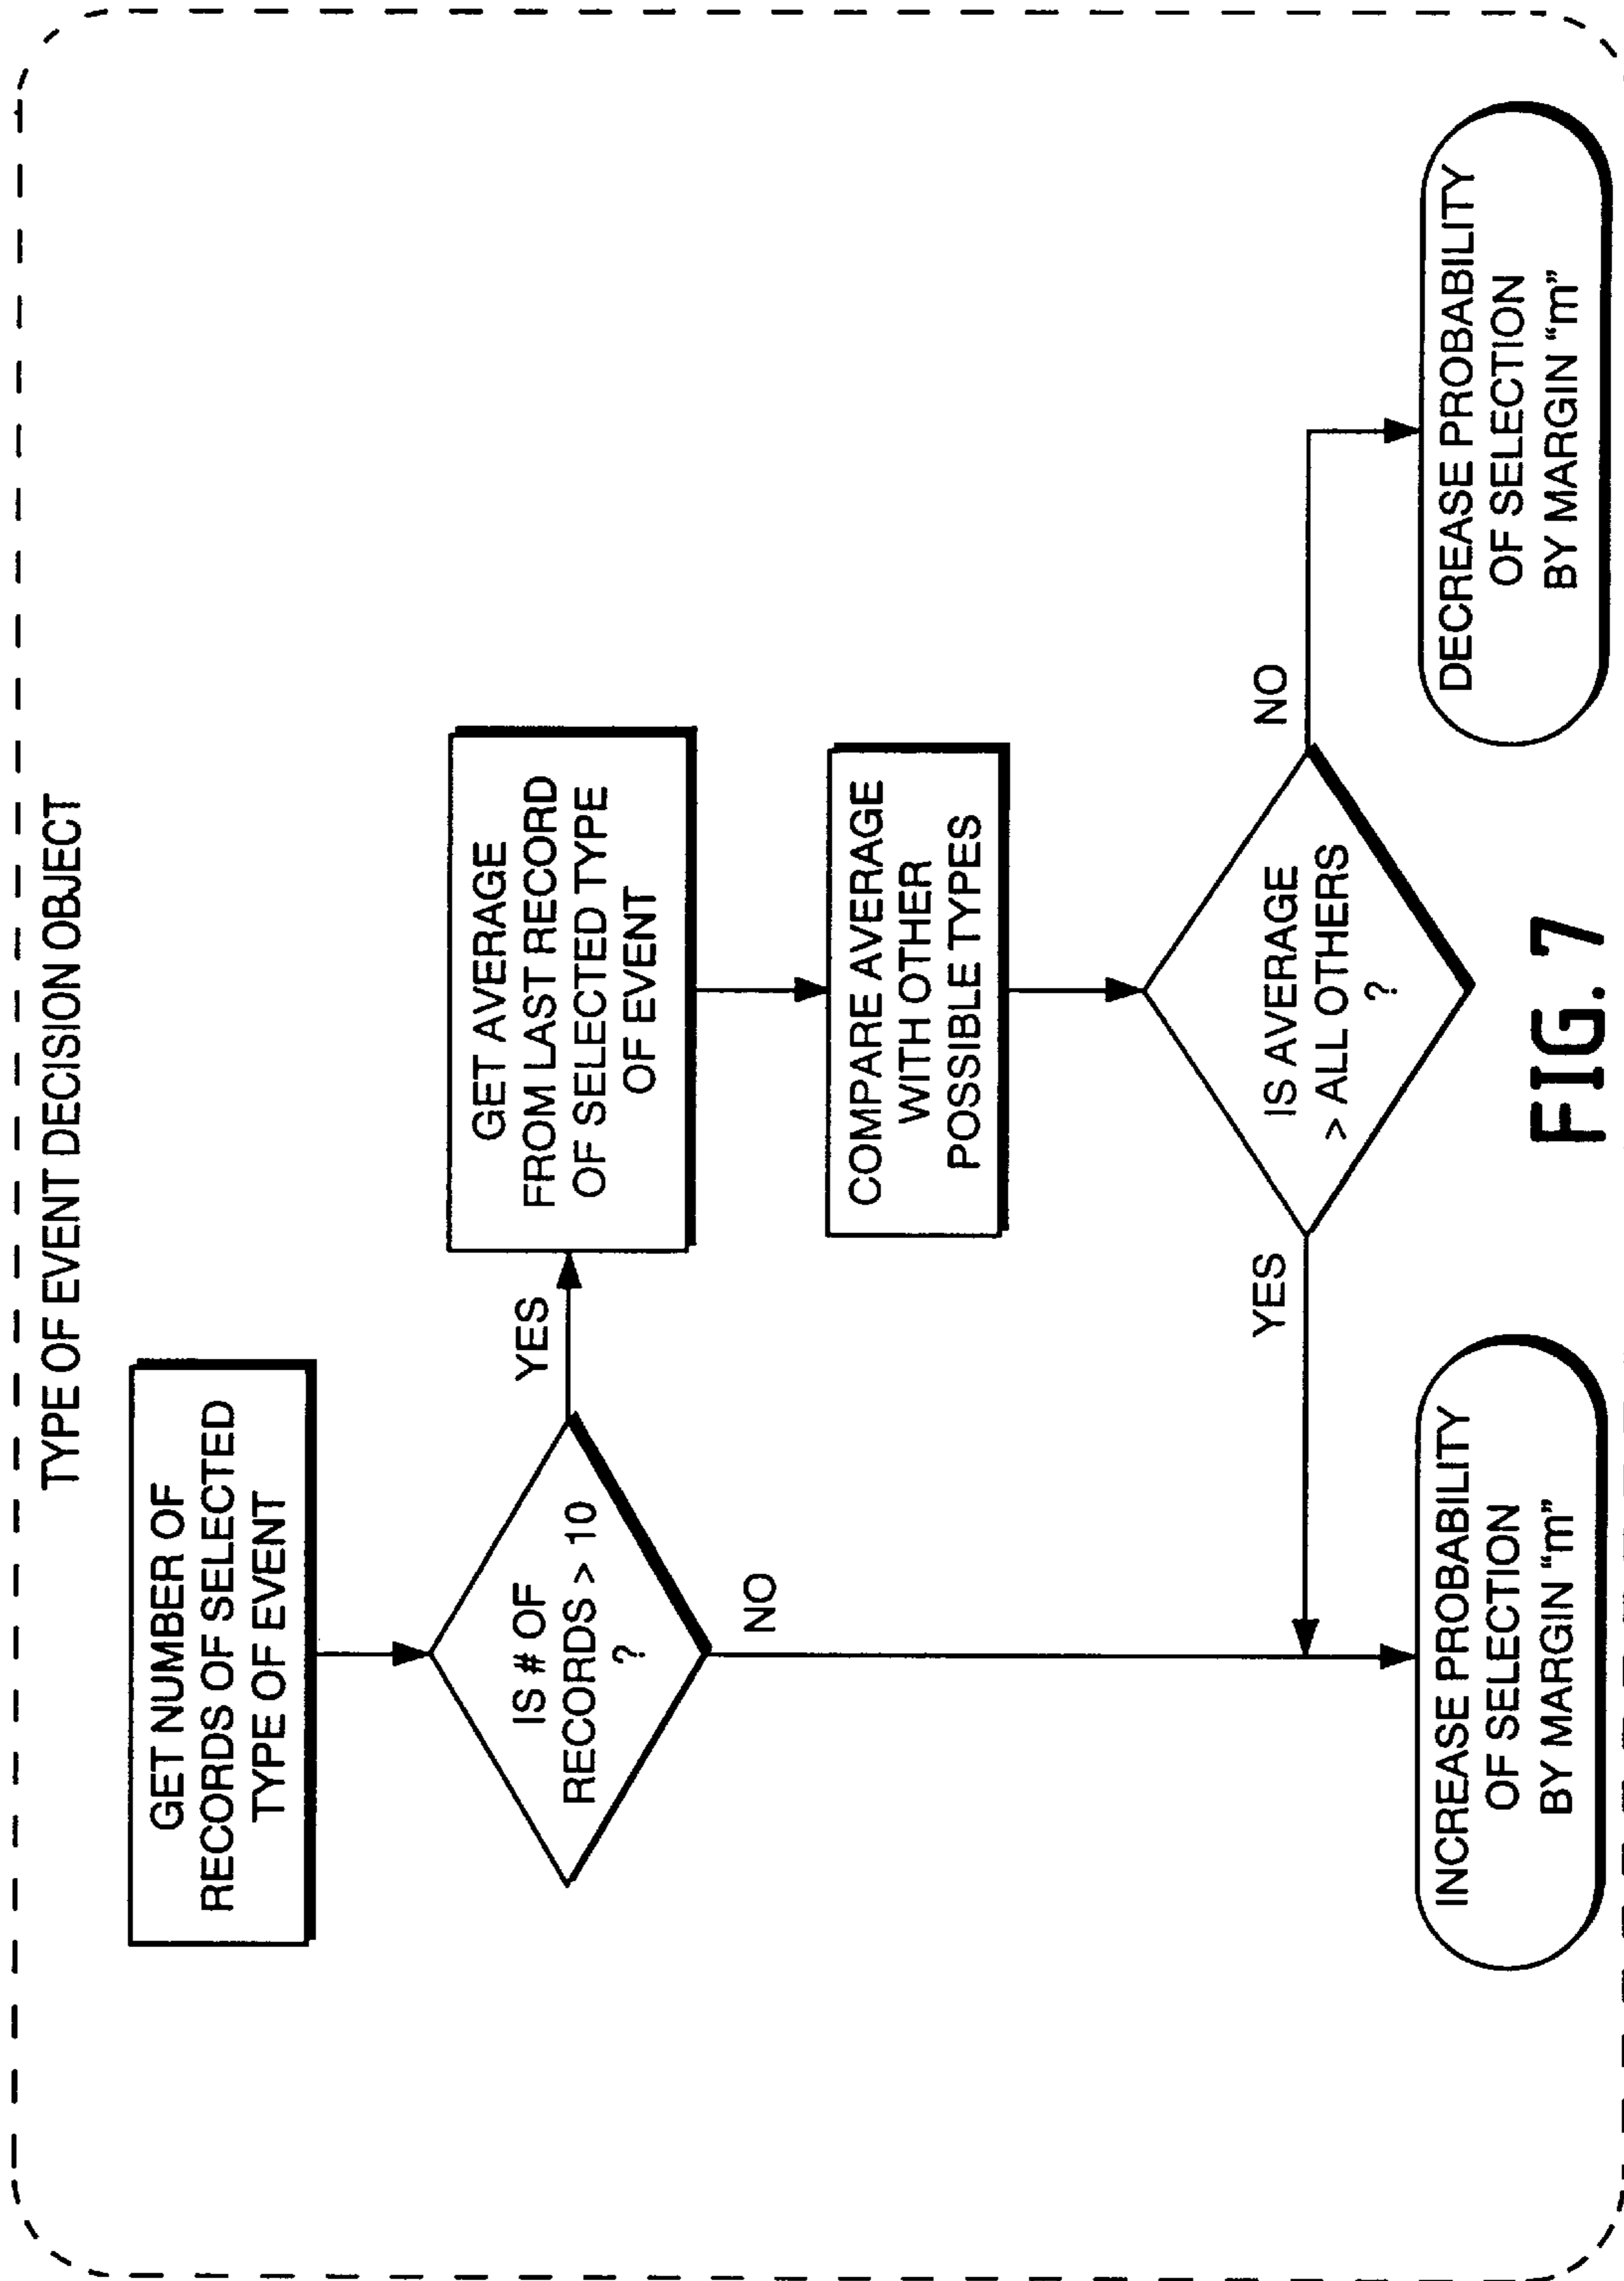 TYPE OF EVENT DECISION OBJECT
GET NUMBER OF
RECORDS OF SELECTED
TYPE OF EVENT
IS # OF
RECORDS > 10
?
YES
NO
GET AVERAGE
FROM LAST RECORD
OF SELECTED TYPE
OF EVENT
COMPARE AVERAGE
WITH OTHER
POSSIBLE TYPES
IS AVERAGE
> ALL OTHERS
?
YES
NO
INCREASE PROBABILITY
OF SELECTION
BY MARGIN “m”
DECREASE PROBABILITY
OF SELECTION
BY MARGIN “m”
FIG. 7